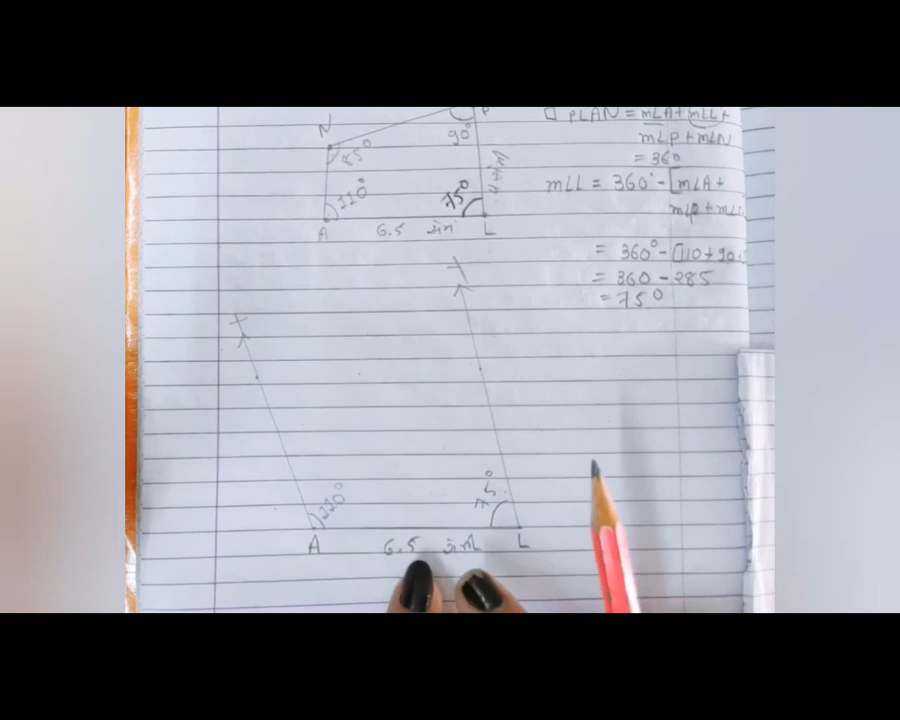 N
P
85°
90°
110°
75°
A
6.5 સેમી
L
□ PLAN = m∠A + m∠L +
m∠P + m∠N
= 360
m∠L = 360° - [m∠A +
= 360° - [110 + 90
= 360 - 285
= 75°
110°
75°
A
6.5 સેમી
L